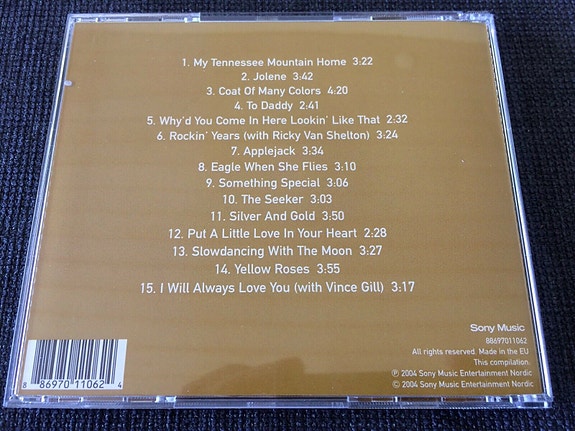 1. My Tennessee Mountain Home 3:22
2. Jolene 3:42
3. Coat Of Many Colors 4:20
4. To Daddy 2:41
5. Why'd You Come In Here Lookin' Like That 2:32
6. Rockin' Years (with Ricky Van Shelton) 3:24
7. Applejack 3:34
8. Eagle When She Flies 3:10
9. Something Special 3:06
10. The Seeker 3:03
11. Silver And Gold 3:50
12. Put A Little Love In Your Heart 2:28
13. Slowdancing With The Moon 3:27
14. Yellow Roses 3:55
15. I Will Always Love You (with Vince Gill) 3:17
Sony Music
88697011062
All rights reserved. Made in the EU
This compilation.
℗ 2004 Sony Music Entertainment Nordic
© 2004 Sony Music Entertainment Nordic
8 86970 11062 4